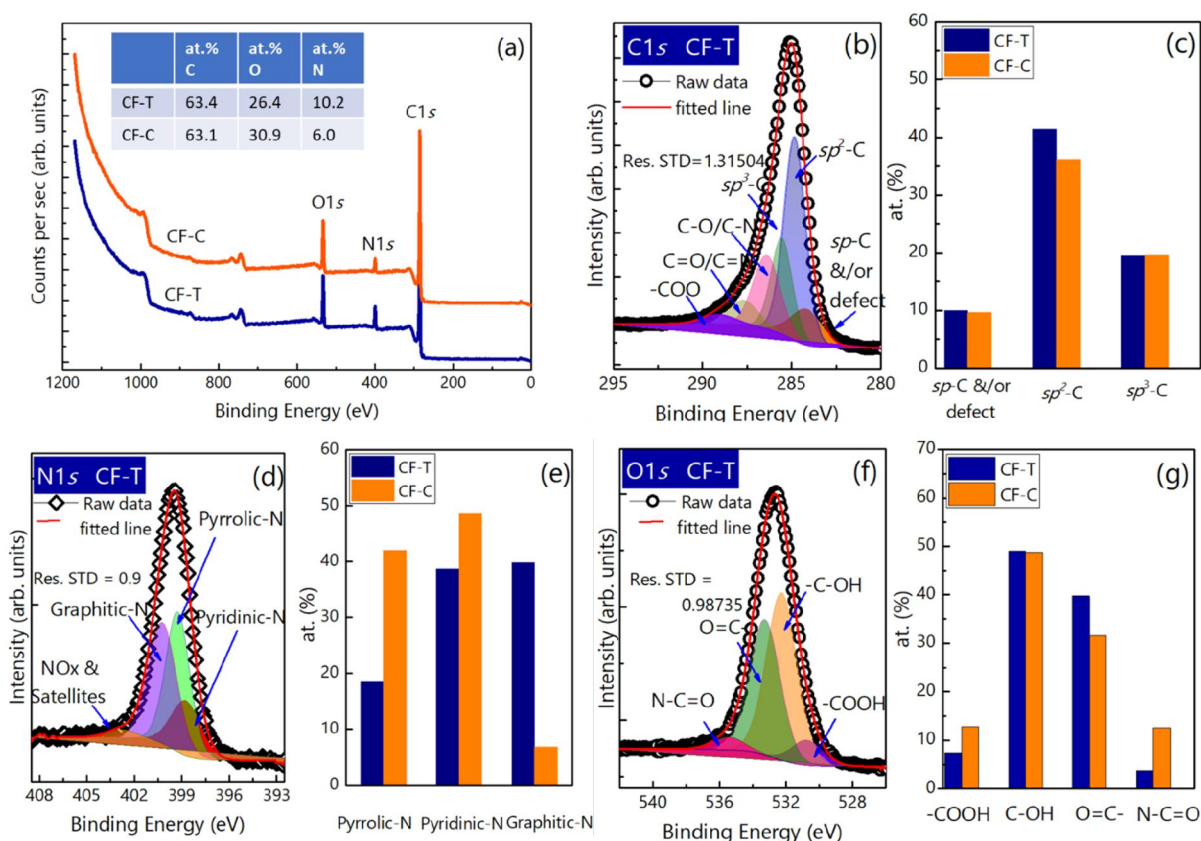 (a)
at.% C at.% O at.% N
CF-T 63.4 26.4 10.2
CF-C 63.1 30.9 6.0
Counts per sec (arb. units)
C1s
O1s
N1s
CF-C
CF-T
1200 1000 800 600 400 200 0
Binding Energy (eV)
C1s CF-T
(b)
Raw data
fitted line
Res. STD=1.31504
sp²-C
sp³-C
C-O/C-N
C=O/C=N
-COO
sp-C
&/or
defect
Intensity (arb. units)
295 290 285 280
Binding Energy (eV)
(c)
CF-T
CF-C
60
50
40
30
20
10
0
at. (%)
sp-C &/or
defect
sp²-C
sp³-C
N1s CF-T
(d)
Raw data
fitted line
Pyrrolic-N
Res. STD = 0.9
Graphitic-N
Pyridinic-N
NOx &
Satellites
Intensity (arb. units)
408 405 402 399 396 393
Binding Energy (eV)
(e)
CF-T
CF-C
60
50
40
30
20
10
0
at. (%)
Pyrrolic-N Pyridinic-N Graphitic-N
O1s CF-T
(f)
Raw data
fitted line
Res. STD =
0.98735
-C-OH
O=C-
N-C=O
-COOH
Intensity (arb. units)
540 536 531 526
Binding Energy (eV)
(g)
CF-T
CF-C
70
60
50
40
30
20
10
0
at. (%)
-COOH C-OH O=C- N-C=O